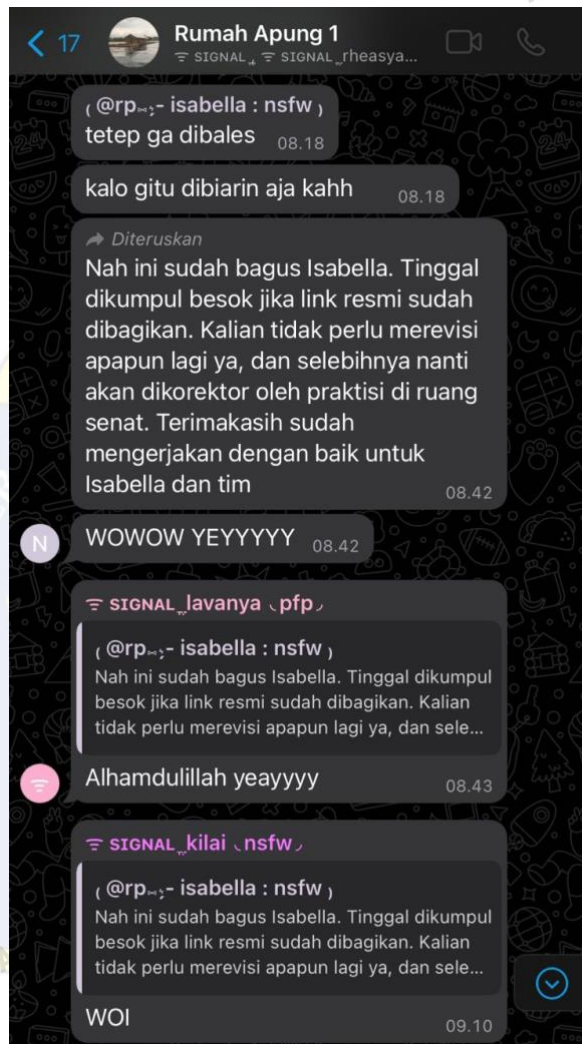 17
Rumah Apung 1
SIGNAL_, SIGNAL_rheasya...
(@rp - isabella : nsfw)
tetep ga dibales 08.18
kalo gitu dibiarin aja kahh 08.18
Diteruskan
Nah ini sudah bagus Isabella. Tinggal
dikumpul besok jika link resmi sudah
dibagikan. Kalian tidak perlu merevisi
apapun lagi ya, dan selebihnya nanti
akan dikorektor oleh praktisi di ruang
senat. Terimakasih sudah
mengerjakan dengan baik untuk
Isabella dan tim 08.42
N
WOWOW YEYYYYY 08.42
SIGNAL_lavanya pfp
(@rp - isabella : nsfw)
Nah ini sudah bagus Isabella. Tinggal dikumpul
besok jika link resmi sudah dibagikan. Kalian
tidak perlu merevisi apapun lagi ya, dan sele...
Alhamdulillah yeayyyy 08.43
SIGNAL_kilai nsfw
(@rp - isabella : nsfw)
Nah ini sudah bagus Isabella. Tinggal dikumpul
besok jika link resmi sudah dibagikan. Kalian
tidak perlu merevisi apapun lagi ya, dan sele...
WOI 09.10